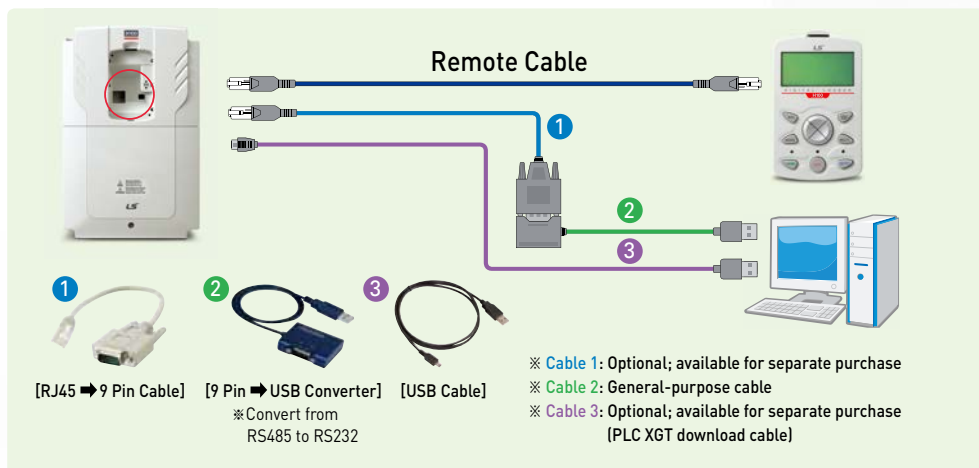 Remote Cable
LS
LS
1
2
3
1
2
3
[RJ45 ➡ 9 Pin Cable]
[9 Pin ➡ USB Converter]
[USB Cable]
※Convert from
RS485 to RS232
※ Cable 1: Optional; available for separate purchase
※ Cable 2: General-purpose cable
※ Cable 3: Optional; available for separate purchase
(PLC XGT download cable)